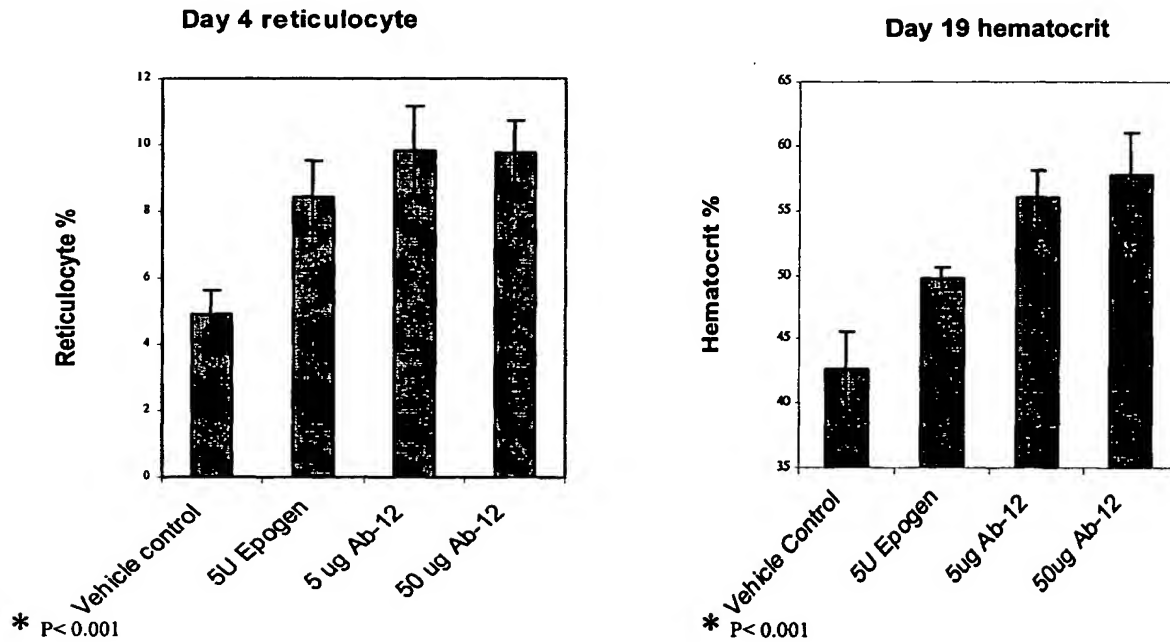 Day 4 reticulocyte
Reticulocyte %
12
10
8
6
4
2
0
Vehicle control
5U Epogen
5 ug Ab-12
50 ug Ab-12
* P< 0.001
Day 19 hematocrit
Hematocrit %
65
60
55
50
45
40
35
Vehicle Control
5U Epogen
5ug Ab-12
50ug Ab-12
* P< 0.001